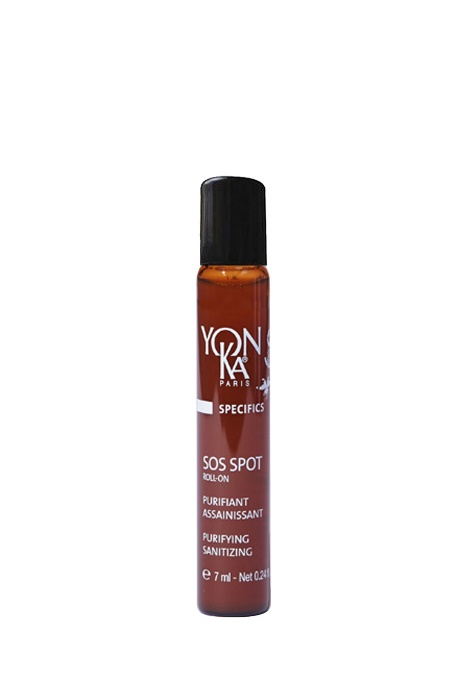 YON
KA®
PARIS
SPECIFICS
SOS SPOT
ROLL-ON
PURIFIANT
ASSAINISSANT
PURIFYING
SANITIZING
℮ 7 ml - Net 0.24